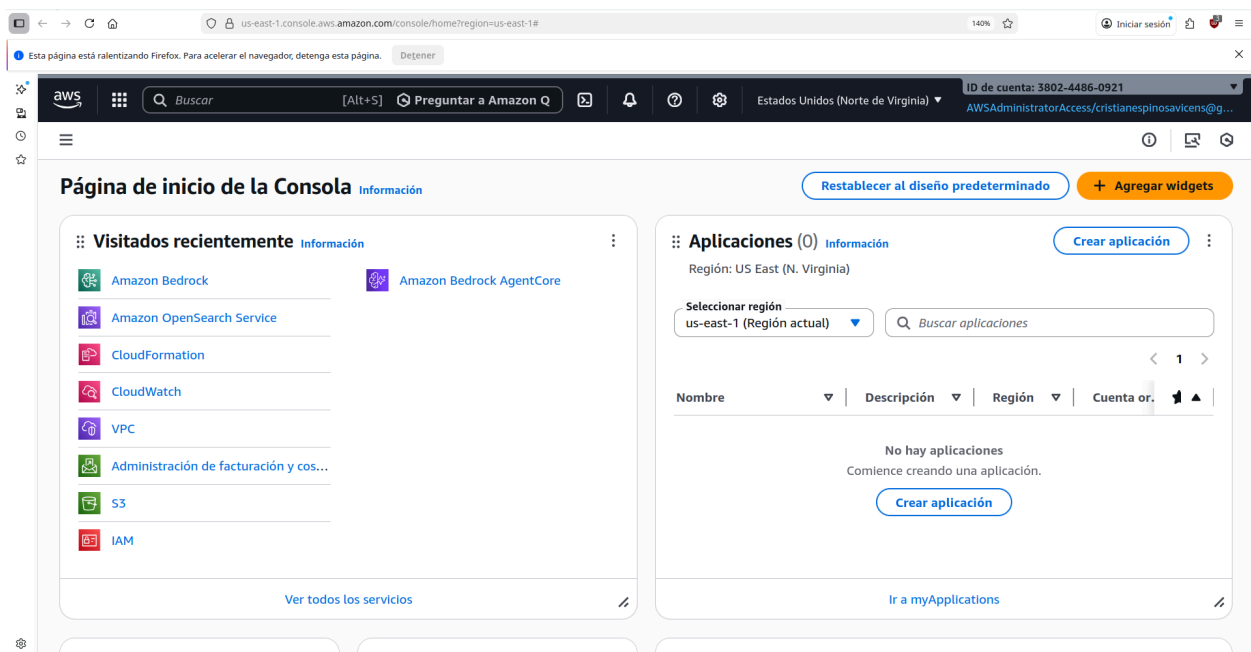 us-east-1.console.aws.amazon.com/console/home?region=us-east-1#
140%
Iniciar sesión
Esta página está ralentizando Firefox. Para acelerar el navegador, detenga esta página.
Detener
aws
Buscar
[Alt+S]
Preguntar a Amazon Q
Estados Unidos (Norte de Virginia)
ID de cuenta: 3802-4486-0921
AWSAdministratorAccess/cristianespinosavicens@g...
Página de inicio de la Consola
Información
Restablecer al diseño predeterminado
+ Agregar widgets
Visitados recientemente
Información
Amazon Bedrock
Amazon OpenSearch Service
CloudFormation
CloudWatch
VPC
Administración de facturación y cos...
S3
IAM
Amazon Bedrock AgentCore
Ver todos los servicios
Aplicaciones (0)
Información
Crear aplicación
Región: US East (N. Virginia)
Seleccionar región
us-east-1 (Región actual)
Buscar aplicaciones
1
Nombre
Descripción
Región
Cuenta or.
No hay aplicaciones
Comience creando una aplicación.
Crear aplicación
Ir a myApplications